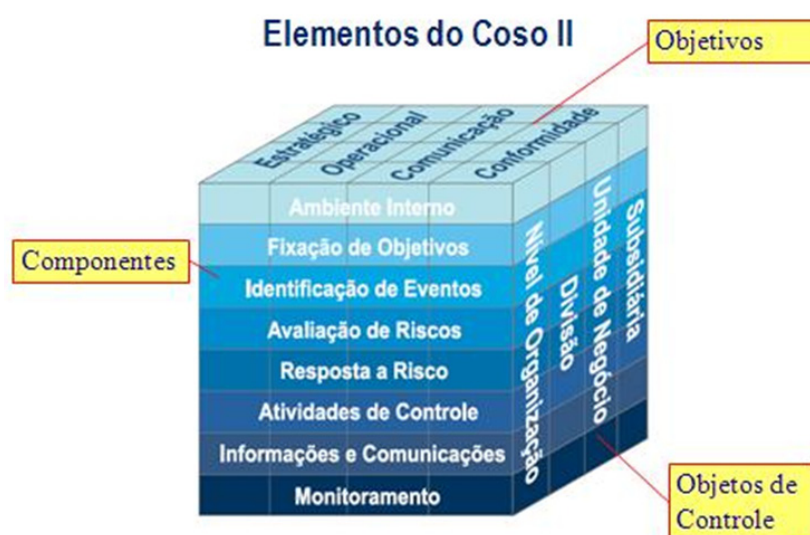 Elementos do Coso II
Objetivos
Estratégico
Operacional
Comunicação
Conformidade
Componentes
Ambiente Interno
Fixação de Objetivos
Identificação de Eventos
Avaliação de Riscos
Resposta a Risco
Atividades de Controle
Informações e Comunicações
Monitoramento
Nível de Organização
Divisão
Unidade de Negócio
Subsidiária
Objetos de
Controle